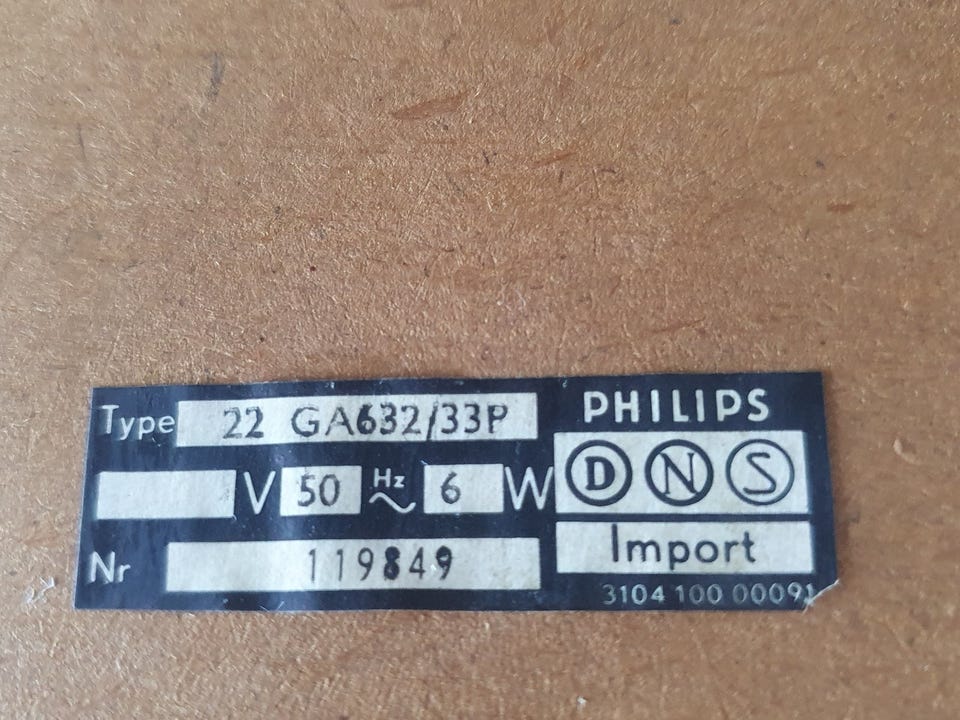 Type 22 GA632/33P PHILIPS
V 50 Hz 6 W D N S
Import
Nr 119849
3104 100 00091